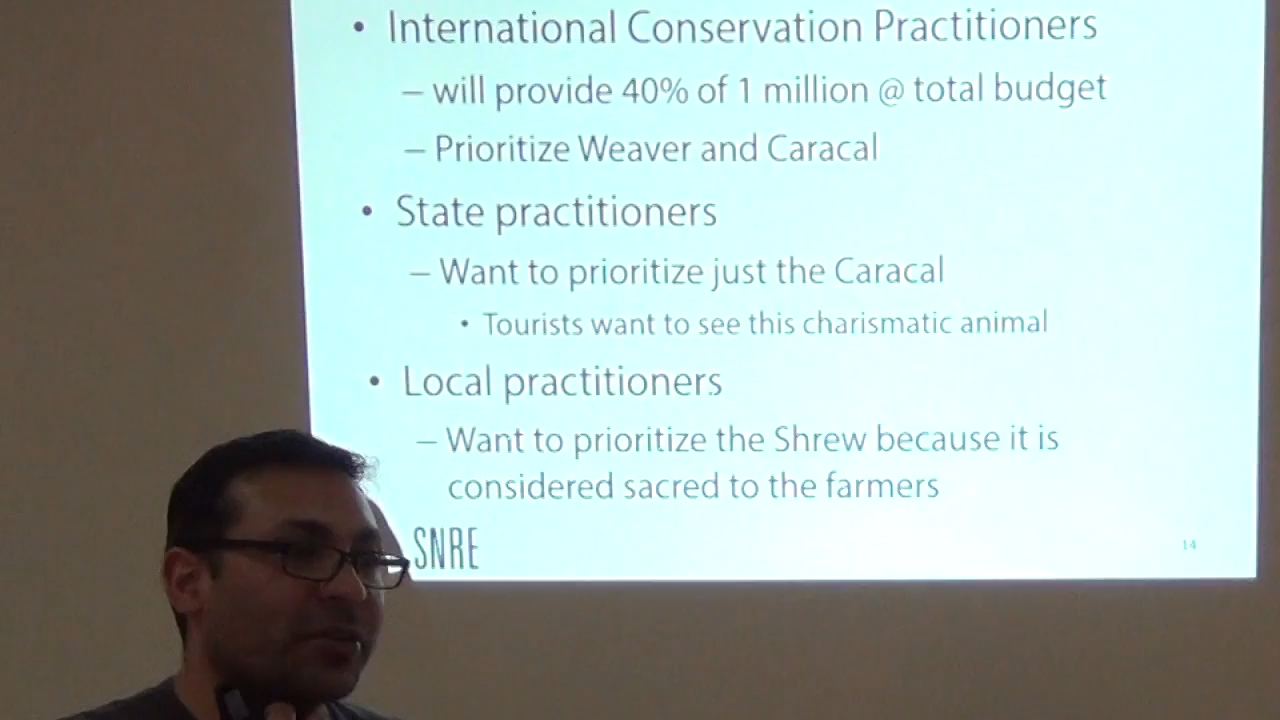 • International Conservation Practitioners
– will provide 40% of 1 million @ total budget
– Prioritize Weaver and Caracal
• State practitioners
– Want to prioritize just the Caracal
• Tourists want to see this charismatic animal
• Local practitioners
– Want to prioritize the Shrew because it is
considered sacred to the farmers
SNRE
14